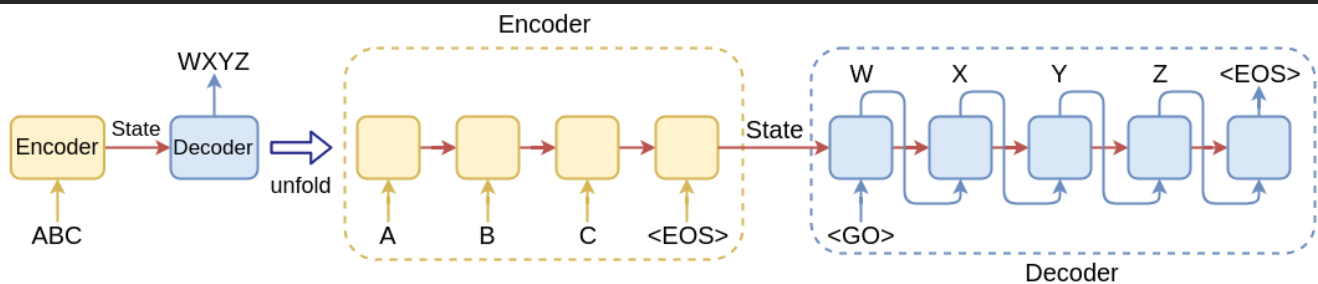 Encoder
WXYZ
Encoder
State
Decoder
unfold
ABC
A
B
C
<EOS>
State
W
X
Y
Z
<EOS>
<GO>
Decoder